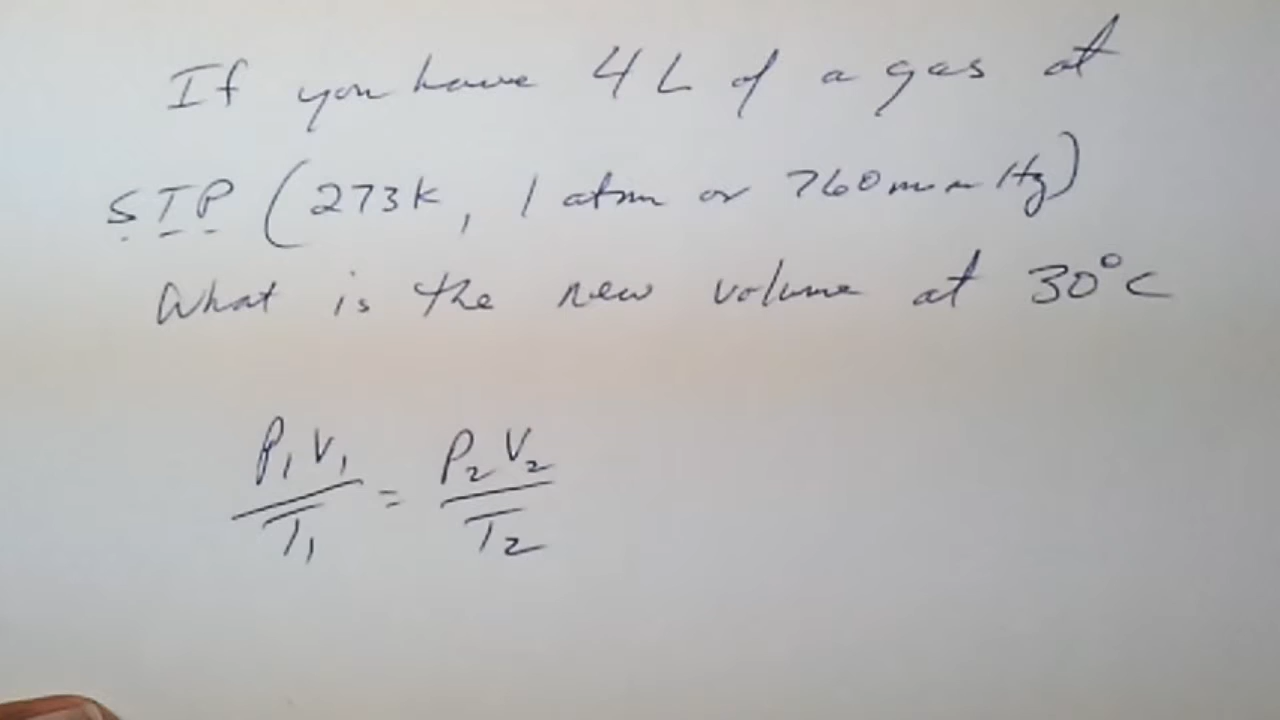 If you have 4 L of a gas at
STP (273K, 1 atm or 760 mm Hg)
What is the new volume at 30°C
P₁V₁/T₁ = P₂V₂/T₂